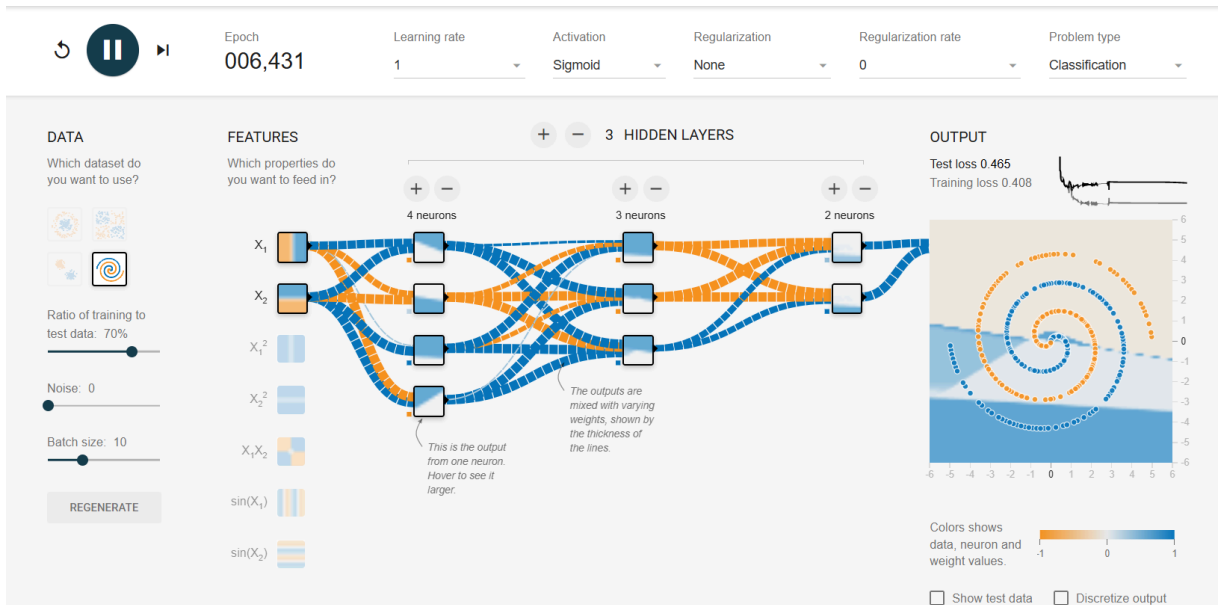 Epoch
006,431
Learning rate
1
Activation
Sigmoid
Regularization
None
Regularization rate
0
Problem type
Classification
DATA
Which dataset do
you want to use?
Ratio of training to
test data: 70%
Noise: 0
Batch size: 10
REGENERATE
FEATURES
Which properties do
you want to feed in?
X₁
X₂
X₁²
X₂²
X₁X₂
sin(X₁)
sin(X₂)
+ − 3 HIDDEN LAYERS
+ −
4 neurons
+ −
3 neurons
+ −
2 neurons
This is the output
from one neuron.
Hover to see it
larger.
The outputs are
mixed with varying
weights, shown by
the thickness of
the lines.
OUTPUT
Test loss 0.465
Training loss 0.408
6
5
4
3
2
1
0
-1
-2
-3
-4
-5
-6
-6 -5 -4 -3 -2 -1 0 1 2 3 4 5 6
Colors shows
data, neuron and
weight values.
-1 0 1
Show test data
Discretize output